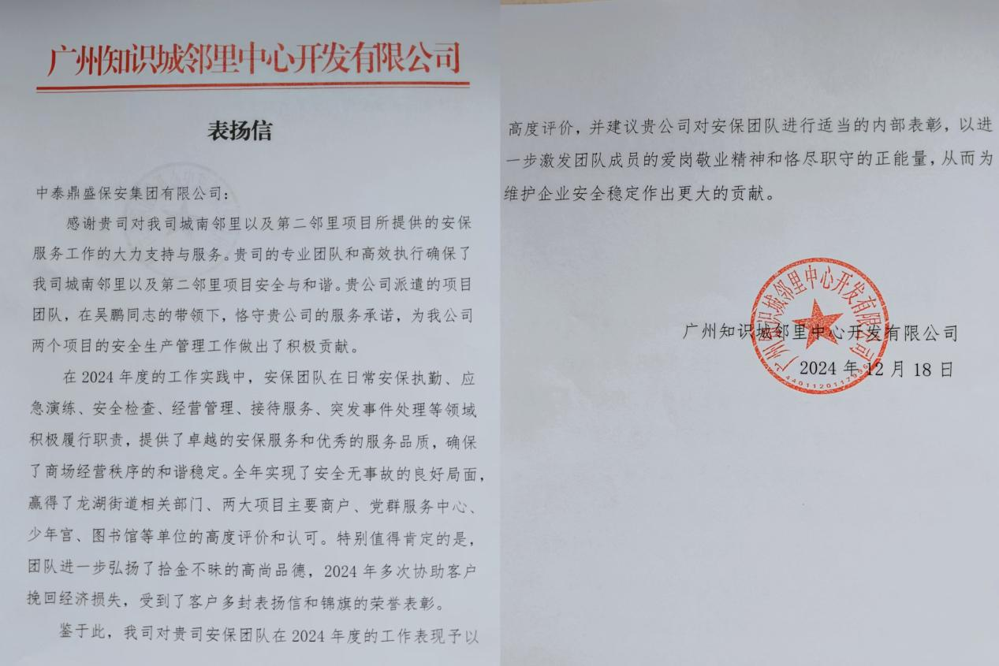 广州知识城邻里中心开发有限公司
表扬信
中泰鼎盛保安集团有限公司：
感谢贵司对我司城南邻里以及第二邻里项目所提供的安保
服务工作的大力支持与服务。贵司的专业团队和高效执行确保了
我司城南邻里以及第二邻里项目安全与和谐。贵公司派遣的项目
团队，在吴鹏同志的带领下，恪守贵公司的服务承诺，为我公司
两个项目的安全生产管理工作做出了积极贡献。
在 2024 年度的工作实践中，安保团队在日常安保执勤、应
急演练、安全检查、经营管理、接待服务、突发事件处理等领域
积极履行职责，提供了卓越的安保服务和优秀的服务品质，确保
了商场经营秩序的和谐稳定。全年实现了安全无事故的良好局面，
赢得了龙湖街道相关部门、两大项目主要商户、党群服务中心、
少年宫、图书馆等单位的高度评价和认可。特别值得肯定的是，
团队进一步弘扬了拾金不昧的高尚品德，2024 年多次协助客户
挽回经济损失，受到了客户多封表扬信和锦旗的荣誉表彰。
鉴于此，我司对贵司安保团队在 2024 年度的工作表现予以
高度评价，并建议贵公司对安保团队进行适当的内部表彰，以进
一步激发团队成员的爱岗敬业精神和恪尽职守的正能量，从而为
维护企业安全稳定作出更大的贡献。
广州知识城邻里中心开发有限公司
2024 年 12 月 18 日
广州知识城邻里中心开发有限公司